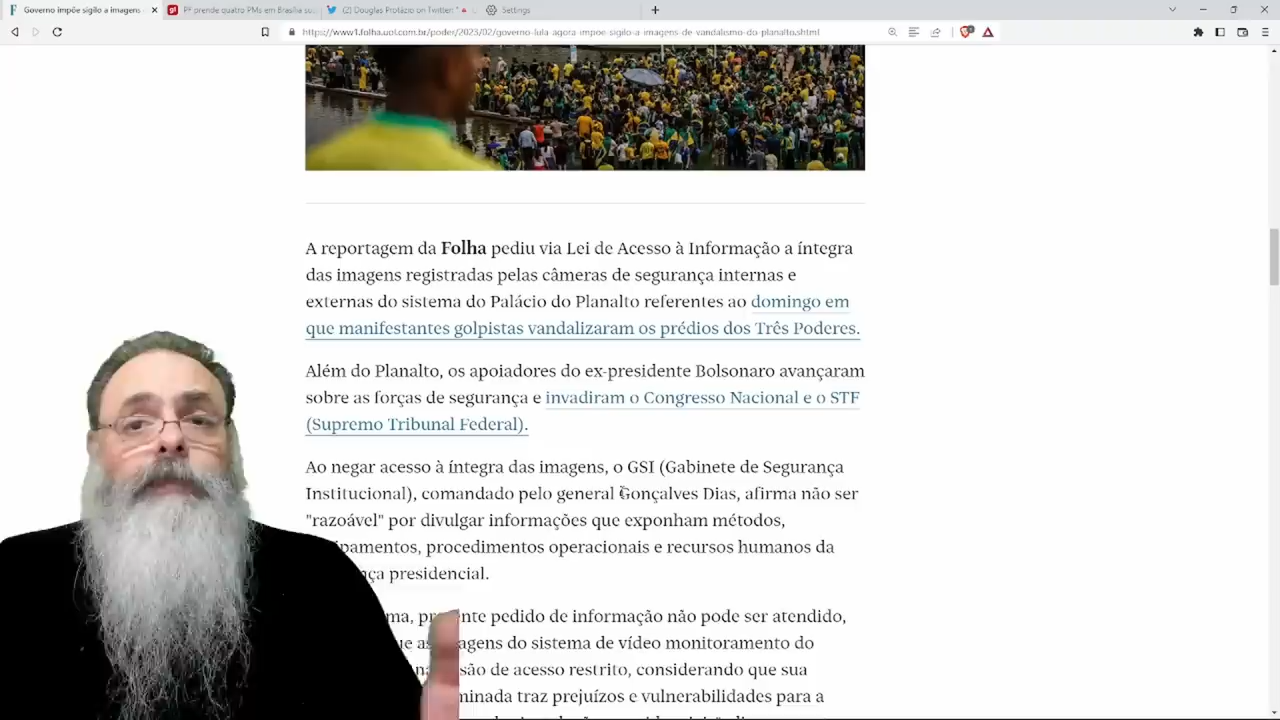 Governo impõe sigilo a imagens
PF prende quatro PMs em Brasília su
(2) Douglas Protázio on Twitter: "
Settings
https://www1.folha.uol.com.br/poder/2023/02/governo-lula-agora-impoe-sigilo-a-imagens-de-vandalismo-do-planalto.shtml
A reportagem da Folha pediu via Lei de Acesso à Informação a íntegra
das imagens registradas pelas câmeras de segurança internas e
externas do sistema do Palácio do Planalto referentes ao domingo em
que manifestantes golpistas vandalizaram os prédios dos Três Poderes.
Além do Planalto, os apoiadores do ex-presidente Bolsonaro avançaram
sobre as forças de segurança e invadiram o Congresso Nacional e o STF
(Supremo Tribunal Federal).
Ao negar acesso à íntegra das imagens, o GSI (Gabinete de Segurança
Institucional), comandado pelo general Gonçalves Dias, afirma não ser
"razoável" por divulgar informações que exponham métodos,
pamentos, procedimentos operacionais e recursos humanos da
ça presidencial.
ma, pr nte pedido de informação não pode ser atendido,
ue as agens do sistema de vídeo monitoramento do
são de acesso restrito, considerando que sua
minada traz prejuízos e vulnerabilidades para a